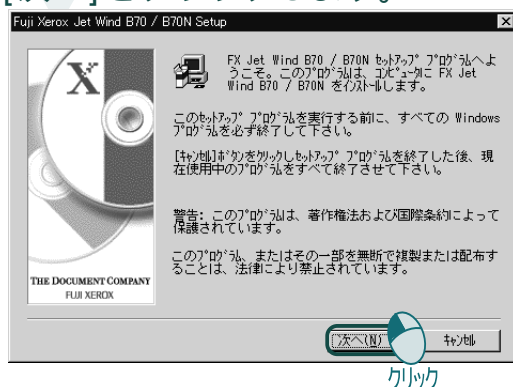 Fuji Xerox Jet Wind B70 / B70N Setup
FX Jet Wind B70 / B70N ｾｯﾄｱｯﾌﾟ ﾌﾟﾛｸﾞﾗﾑへよ
うこそ。このﾌﾟﾛｸﾞﾗﾑは、ｺﾝﾋﾟｭｰﾀに FX Jet
Wind B70 / B70N をｲﾝｽﾄｰﾙします。
このｾｯﾄｱｯﾌﾟ ﾌﾟﾛｸﾞﾗﾑを実行する前に、すべての Windows
ﾌﾟﾛｸﾞﾗﾑを必ず終了して下さい。
[ｷｬﾝｾﾙ]ﾎﾞﾀﾝをｸﾘｯｸしｾｯﾄｱｯﾌﾟ ﾌﾟﾛｸﾞﾗﾑを終了した後、現
在使用中のﾌﾟﾛｸﾞﾗﾑをすべて終了させて下さい。
警告: このﾌﾟﾛｸﾞﾗﾑは、著作権法および国際条約によって
保護されています。
このﾌﾟﾛｸﾞﾗﾑ、またはその一部を無断で複製または配布す
ることは、法律により禁止されています。
X
THE DOCUMENT COMPANY
FUJI XEROX
次へ(N)
ｷｬﾝｾﾙ
クリック